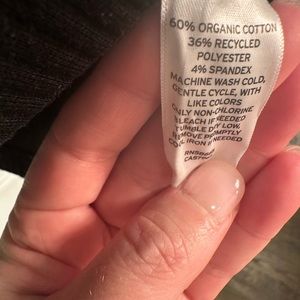 60% ORGANIC COTTON
36% RECYCLED
POLYESTER
4% SPANDEX
MACHINE WASH COLD,
GENTLE CYCLE, WITH
LIKE COLORS
ONLY NON-CHLORINE
BLEACH IF NEEDED
TUMBLE DRY LOW
REMOVE PROMPTLY
IRON IF NEEDED